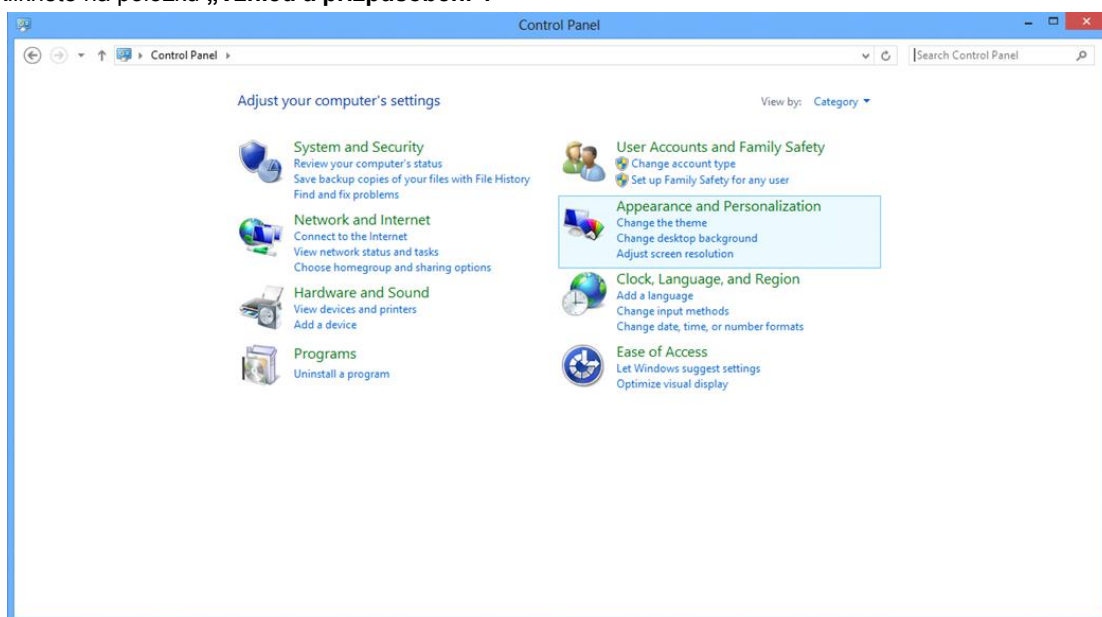 na
Control Panel
Control Panel
Search Control Panel
Adjust your computer's settings
View by: Category
System and Security
Review your computer's status
Save backup copies of your files with File History
Find and fix problems
Network and Internet
Connect to the Internet
View network status and tasks
Choose homegroup and sharing options
Hardware and Sound
View devices and printers
Add a device
Programs
Uninstall a program
User Accounts and Family Safety
Change account type
Set up Family Safety for any user
Appearance and Personalization
Change the theme
Change desktop background
Adjust screen resolution
Clock, Language, and Region
Add a language
Change input methods
Change date, time, or number formats
Ease of Access
Let Windows suggest settings
Optimize visual display